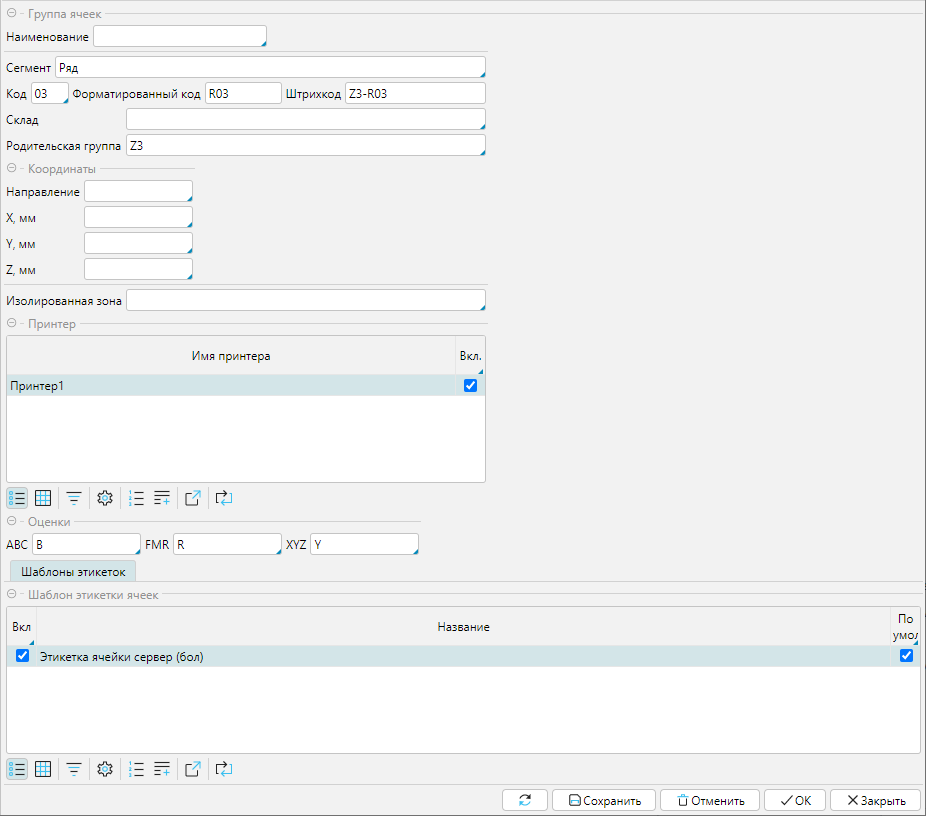 Группа ячеек
Наименование
Сегмент Ряд
Код 03 Форматированный код R03 Штрихкод Z3-R03
Склад
Родительская группа Z3
Координаты
Направление
X, мм
Y, мм
Z, мм
Изолированная зона
Принтер
Имя принтера Вкл.
Принтер1
Оценки
ABC B FMR R XYZ Y
Шаблоны этикеток
Шаблон этикетки ячеек
Вкл Название По умол
Этикетка ячейки сервер (бол)
Сохранить Отменить OK Закрыть